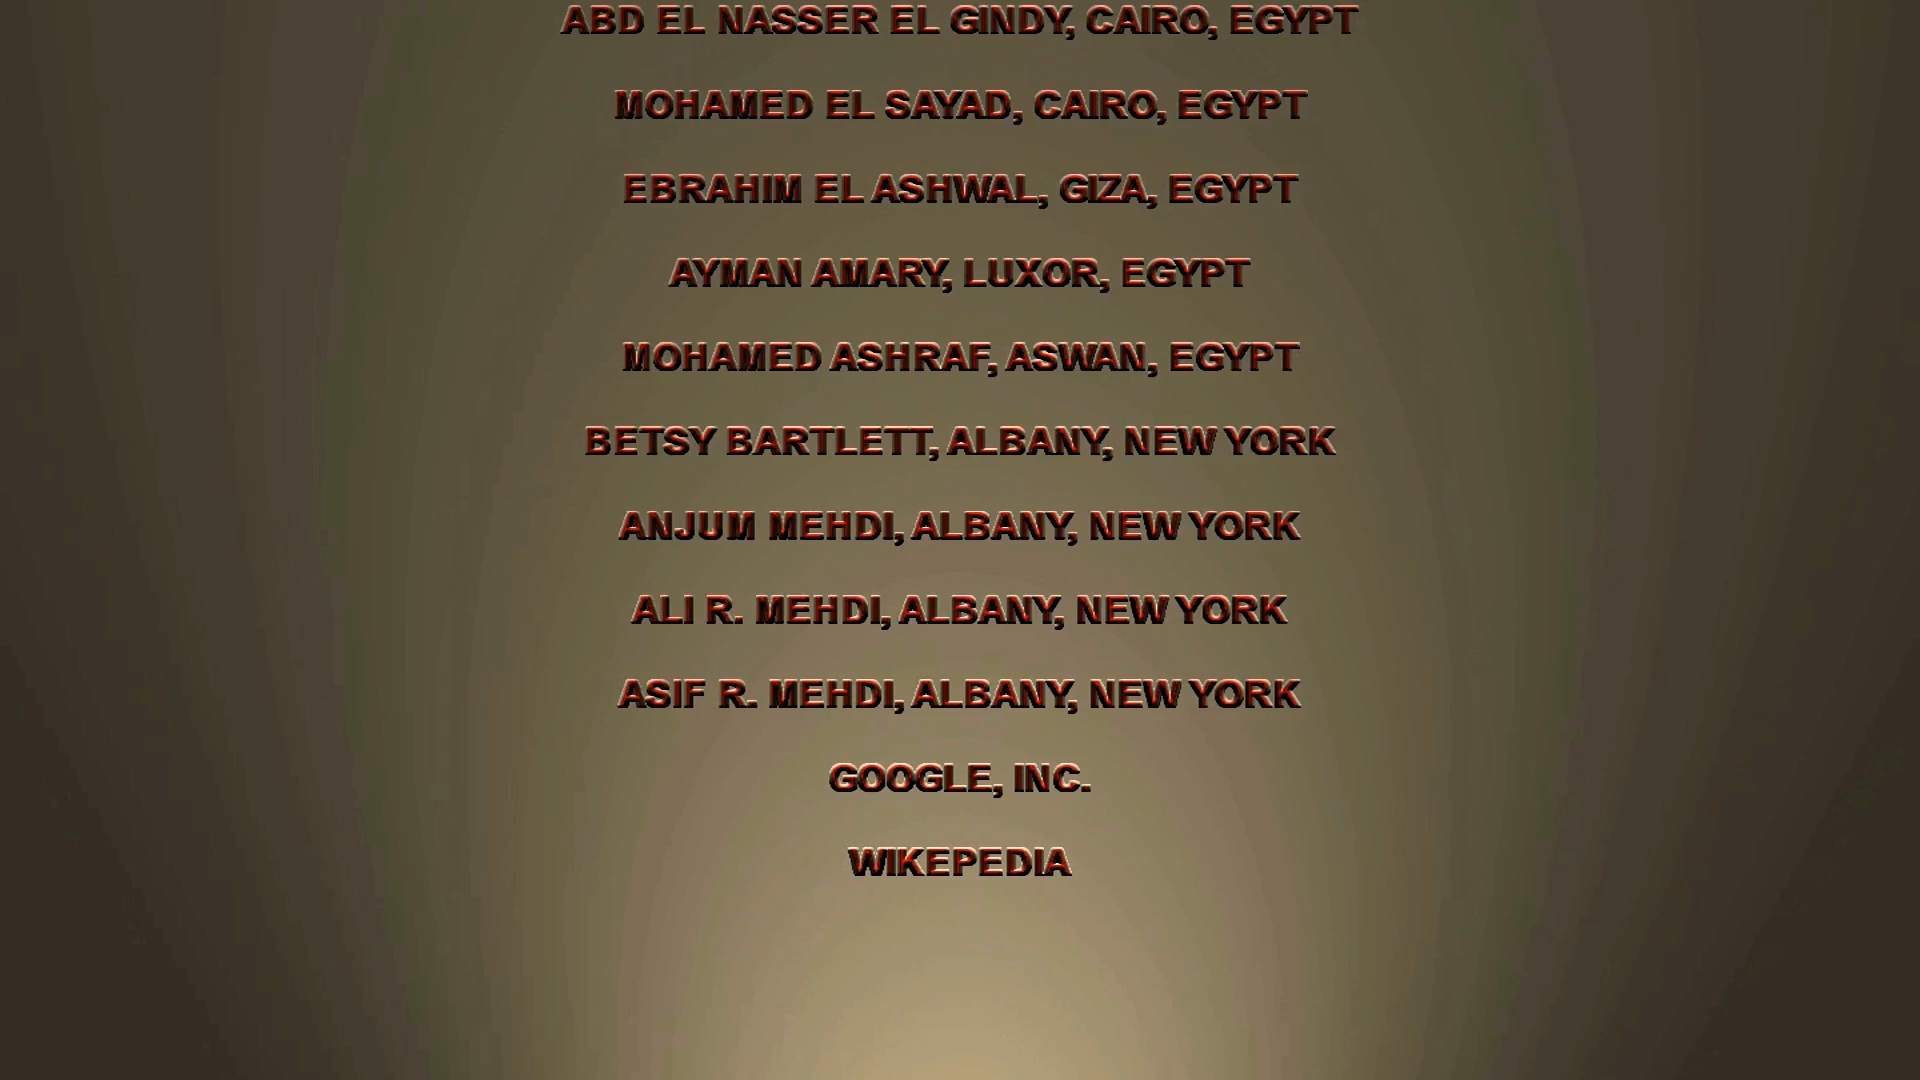 ABD EL NASSER EL GINDY, CAIRO, EGYPT
MOHAMED EL SAYAD, CAIRO, EGYPT
EBRAHIM EL ASHWAL, GIZA, EGYPT
AYMAN AMARY, LUXOR, EGYPT
MOHAMED ASHRAF, ASWAN, EGYPT
BETSY BARTLETT, ALBANY, NEW YORK
ANJUM MEHDI, ALBANY, NEW YORK
ALI R. MEHDI, ALBANY, NEW YORK
ASIF R. MEHDI, ALBANY, NEW YORK
GOOGLE, INC.
WIKEPEDIA